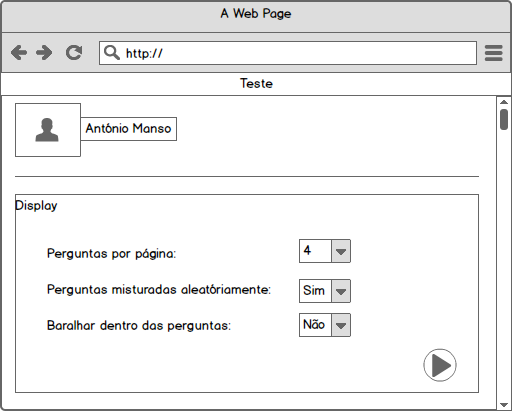 A Web Page
http://
Teste
António Manso
Display
Perguntas por página:
4
Perguntas misturadas aleatóriamente:
Sim
Baralhar dentro das perguntas:
Não